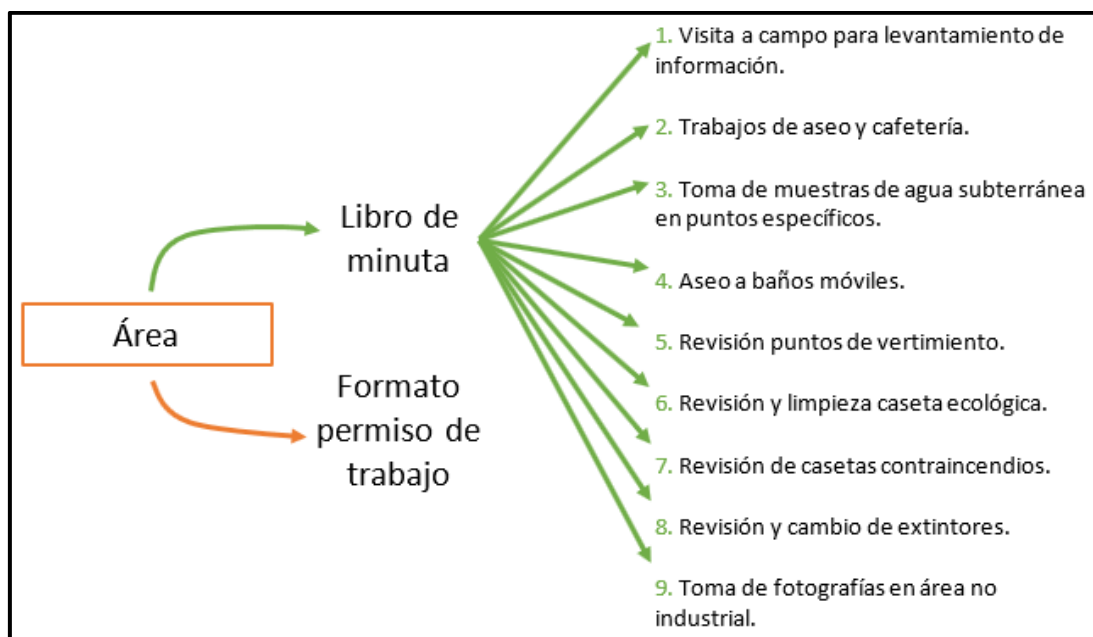 Área
Libro de
minuta
Formato
permiso de
trabajo
1. Visita a campo para levantamiento de
información.
2. Trabajos de aseo y cafetería.
3. Toma de muestras de agua subterránea
en puntos específicos.
4. Aseo a baños móviles.
5. Revisión puntos de vertimiento.
6. Revisión y limpieza caseta ecológica.
7. Revisión de casetas contraincendios.
8. Revisión y cambio de extintores.
9. Toma de fotografías en área no
industrial.